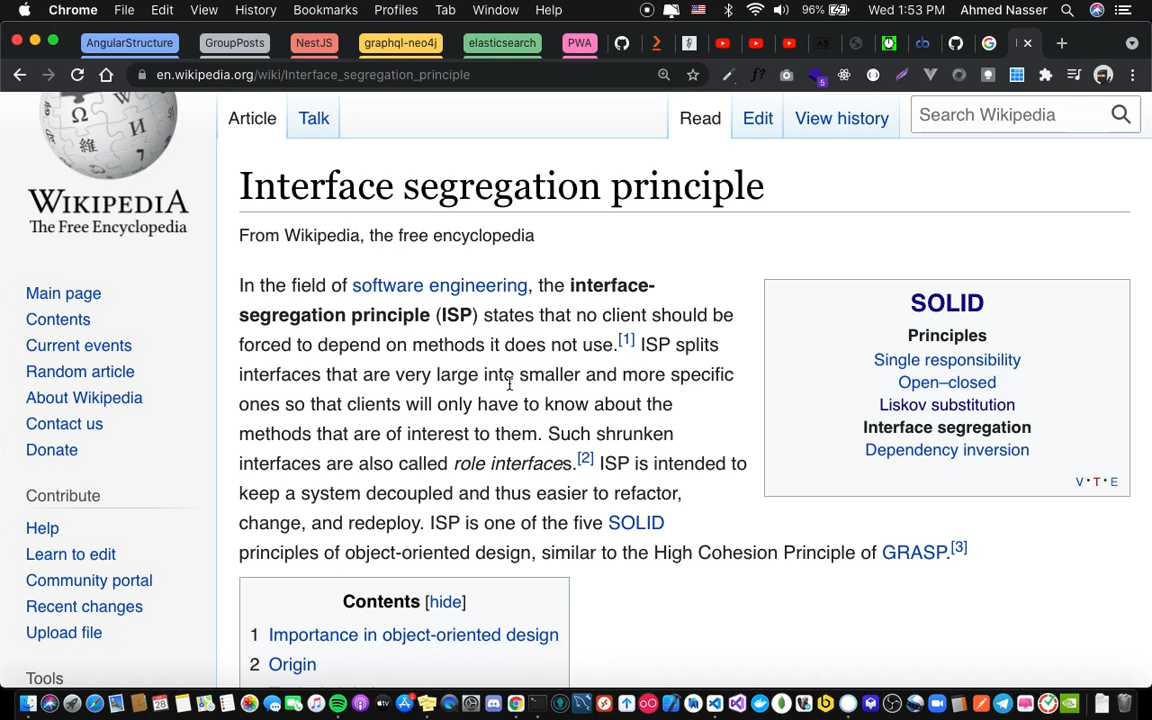 Chrome File Edit View History Bookmarks Profiles Tab Window Help 96% Wed 1:53 PM Ahmed Nasser
AngularStructure GroupPosts NestJS graphql-neo4j elasticsearch PWA
en.wikipedia.org/wiki/Interface_segregation_principle
Article Talk Read Edit View history Search Wikipedia
WIKIPEDIA
The Free Encyclopedia
Main page
Contents
Current events
Random article
About Wikipedia
Contact us
Donate
Contribute
Help
Learn to edit
Community portal
Recent changes
Upload file
Tools
Interface segregation principle
From Wikipedia, the free encyclopedia
In the field of software engineering, the interface-
segregation principle (ISP) states that no client should be
forced to depend on methods it does not use.[1] ISP splits
interfaces that are very large into smaller and more specific
ones so that clients will only have to know about the
methods that are of interest to them. Such shrunken
interfaces are also called role interfaces.[2] ISP is intended to
keep a system decoupled and thus easier to refactor,
change, and redeploy. ISP is one of the five SOLID
principles of object-oriented design, similar to the High Cohesion Principle of GRASP.[3]
SOLID
Principles
Single responsibility
Open–closed
Liskov substitution
Interface segregation
Dependency inversion
V·T·E
Contents [hide]
1 Importance in object-oriented design
2 Origin